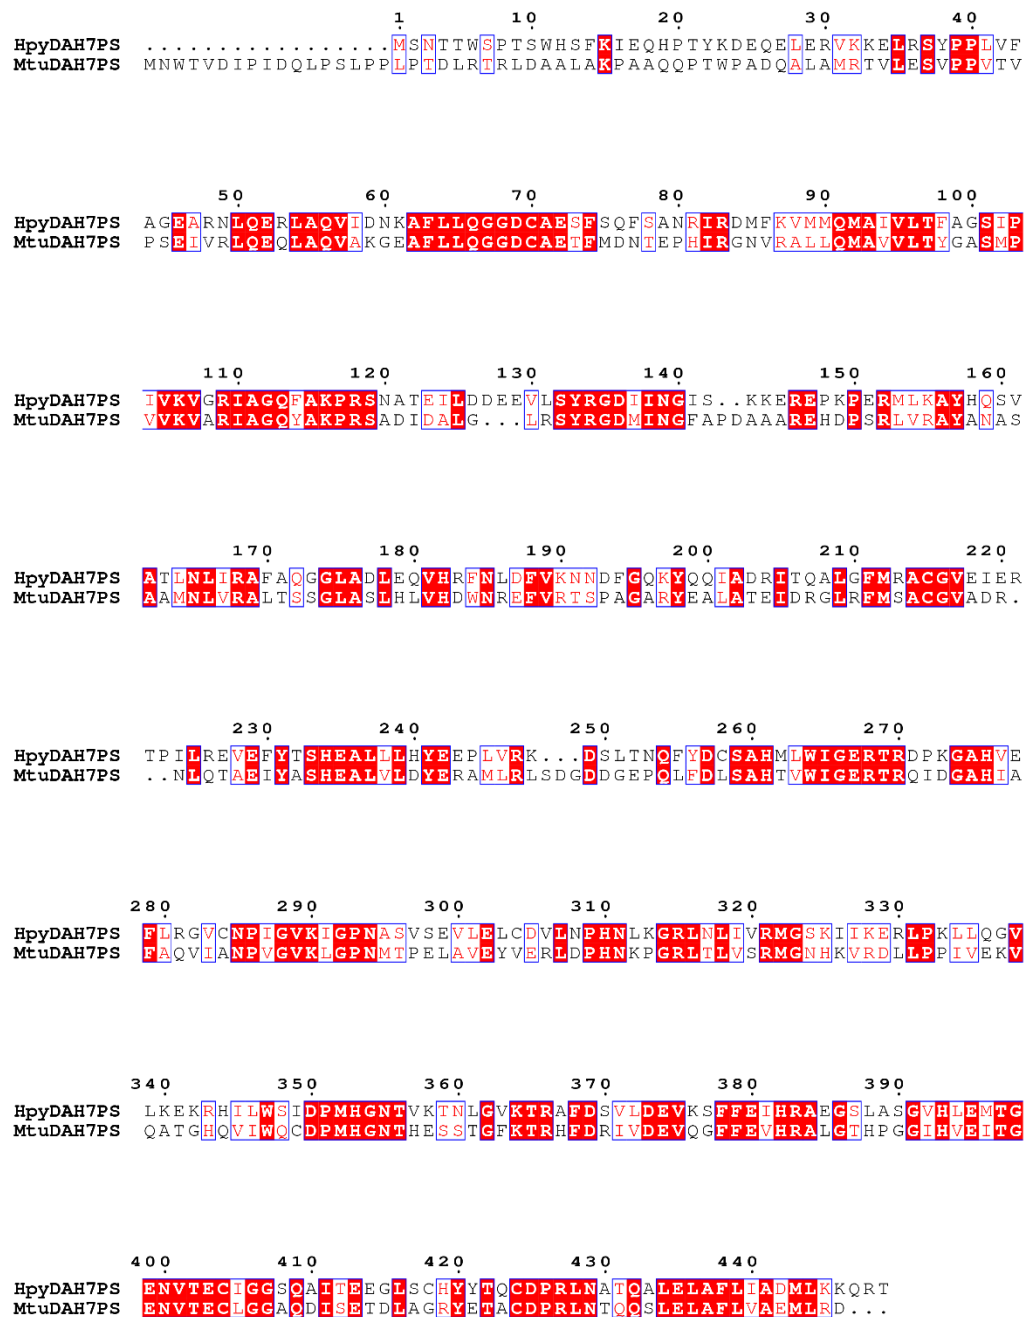 1 10 20 30 40
HpyDAH7PS .................MSNTTWSPTSWHSFKIEQHPTYKDEQELERVKKELRSYPPLVF
MtuDAH7PS MNWTVDIPIDQLPSLPPLPTDLRTRLDAALAKPAAQQPTWPADQALAMRTVLESVPPVTV
50 60 70 80 90 100
HpyDAH7PS AGEARNLQERLAQVIDNKAFLLQGGDCAESFSQFSANRIRDMFKVMMQMAIVLTFAGSIP
MtuDAH7PS PSEIVRLQEQLAQVAKGEAFLLQGGDCAETFMDNTEPHIRGNVRALLQMAVVLTYGASMP
110 120 130 140 150 160
HpyDAH7PS IVKVGRIAGQFAKPRSNATEILDDEEVLSYRGDIINGIS..KKEREPKPERMLKAYHQSV
MtuDAH7PS VVKVARIAGQYAKPRSADIDALG...LRSYRGDMINGFAPDAAAREHDPSRLVRAYANAS
170 180 190 200 210 220
HpyDAH7PS ATLNLIRAFAQGGLADLEQVHRFNLDFVKNNDFGQKYQQIADRITQALGFMRACGVEIER
MtuDAH7PS AAMNLVRALTSSGLASLHLVHDWNREFVRTSPAGARYEALATEIDRGLRFMSACGVADR.
230 240 250 260 270
HpyDAH7PS TPILREVEFYTSHEALLLHYEEPLVRK...DSLTNQFYDCSAHMLWIGERTRDPKGAHVE
MtuDAH7PS ..NLQTAEIYASHEALVLDYERAMLRLSDGDDGEPQLFDLSAHTVWIGERTRQIDGAHIA
280 290 300 310 320 330
HpyDAH7PS FLRGVCNPIGVKIGPNASVSEVLELCDVLNPHNLKGRLNLIVRMGSKIIKERLPKLLQGV
MtuDAH7PS FAQVIANPVGVKLGPNMTPELAVEYVERLDPHNKPGRLTLVSRMGNHKVRDLLPPIVEKV
340 350 360 370 380 390
HpyDAH7PS LKEKRHILWSIDPMHGNTVKTNLGVKTRAFDSVLDEVKSFFEIHRAEGSLASGVHLEMTG
MtuDAH7PS QATGHQVIWQCDPMHGNTHESSTGFKTRHFDRIVDEVQGFFEVHRALGTHPGGIHVEITG
400 410 420 430 440
HpyDAH7PS ENVTECIGGSQAITEEGLSCHYYTQCDPRLNATQALELAFLIADMLKKQRT
MtuDAH7PS ENVTECLGGAQDISETDLAGRYETACDPRLNTQQSLELAFLVAEMLRD...